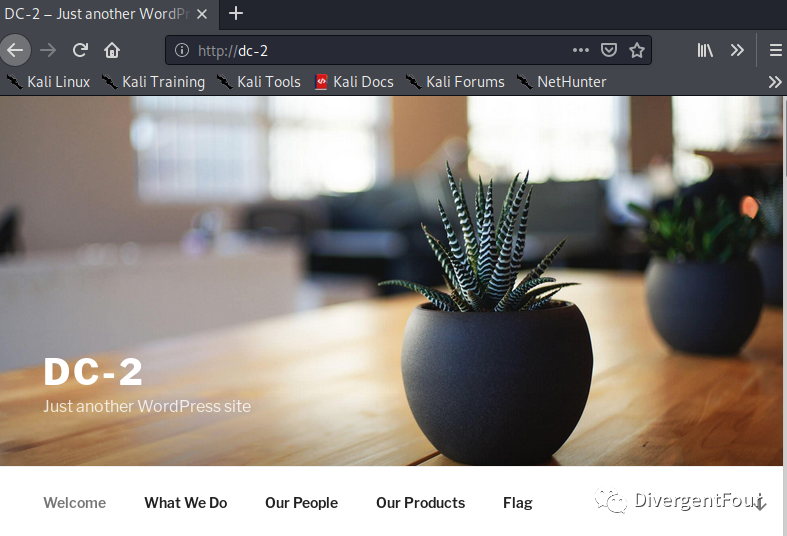 DC-2 – Just another WordPr
http://dc-2
Kali Linux Kali Training Kali Tools Kali Docs Kali Forums NetHunter
DC-2
Just another WordPress site
Welcome What We Do Our People Our Products Flag
DivergentFour